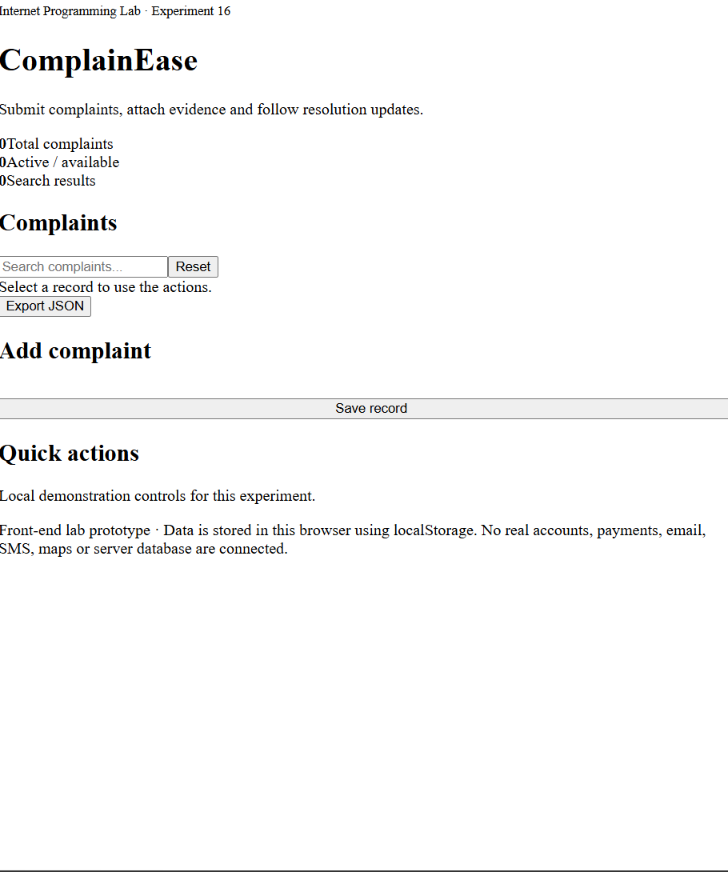 Internet Programming Lab · Experiment 16
ComplainEase
Submit complaints, attach evidence and follow resolution updates.
0Total complaints
0Active / available
0Search results
Complaints
Search complaints... Reset
Select a record to use the actions.
Export JSON
Add complaint
Save record
Quick actions
Local demonstration controls for this experiment.
Front-end lab prototype · Data is stored in this browser using localStorage. No real accounts, payments, email,
SMS, maps or server database are connected.